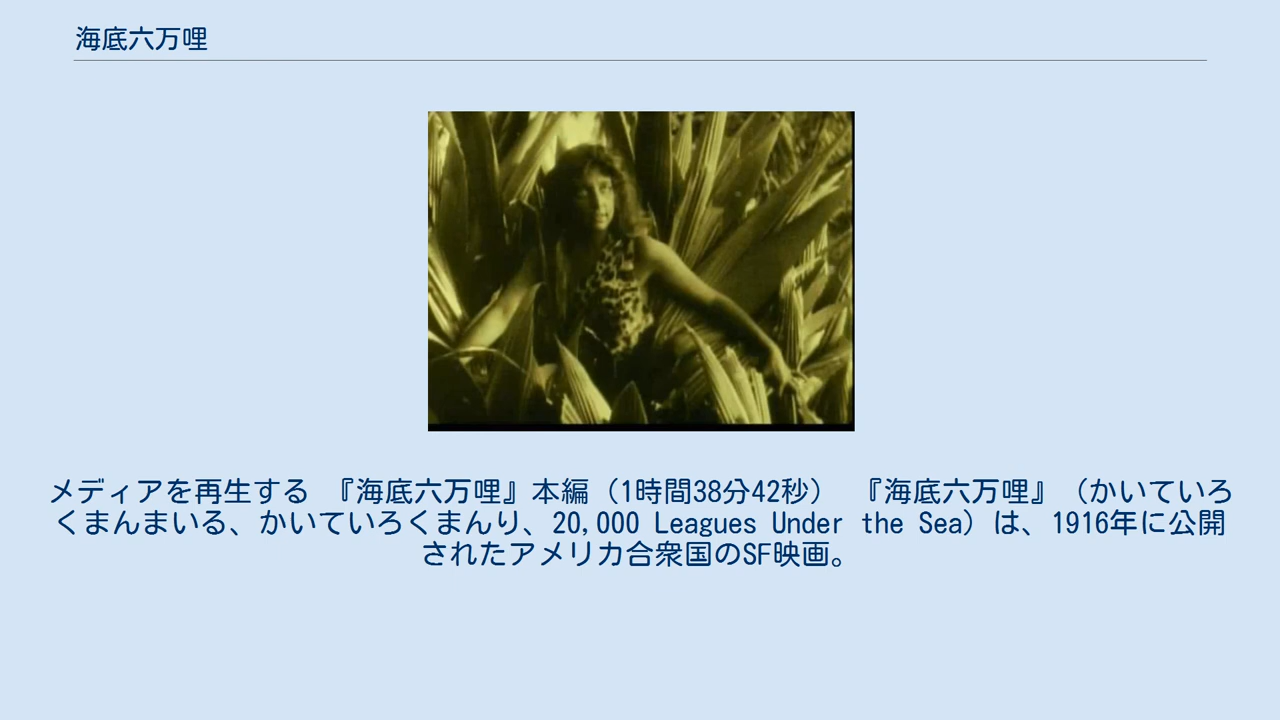 海底六万哩
メディアを再生する 『海底六万哩』本編（1時間38分42秒） 『海底六万哩』（かいていろ
くまんまいる、かいていろくまんり、20,000 Leagues Under the Sea）は、1916年に公開
されたアメリカ合衆国のSF映画。